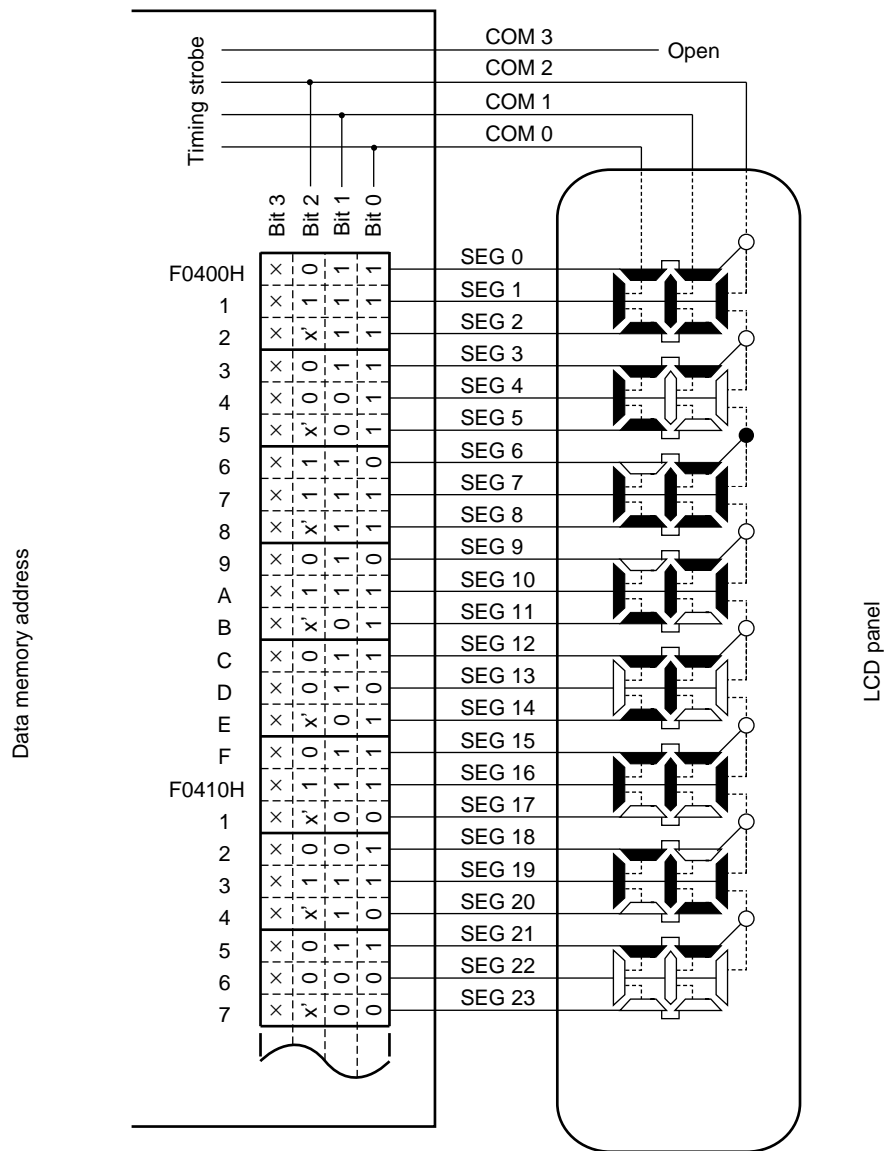 COM 3
Open
COM 2
COM 1
COM 0
Timing strobe
Bit 3
Bit 2
Bit 1
Bit 0
F0400H × 0 1 1 SEG 0
1 × 1 1 1 SEG 1
2 × x' 1 1 SEG 2
3 × 0 1 1 SEG 3
4 × 0 0 1 SEG 4
5 × x' 0 1 SEG 5
6 × 1 1 0 SEG 6
7 × 1 1 1 SEG 7
8 × x' 1 1 SEG 8
9 × 0 1 0 SEG 9
A × 1 1 1 SEG 10
B × x' 0 1 SEG 11
C × 0 1 1 SEG 12
D × 0 1 0 SEG 13
E × x' 0 1 SEG 14
F × 0 1 1 SEG 15
F0410H × 1 1 1 SEG 16
1 × x' 0 0 SEG 17
2 × 0 0 1 SEG 18
3 × 1 1 1 SEG 19
4 × x' 1 0 SEG 20
5 × 0 1 1 SEG 21
6 × 0 0 0 SEG 22
7 × x' 0 0 SEG 23
Data memory address
LCD panel